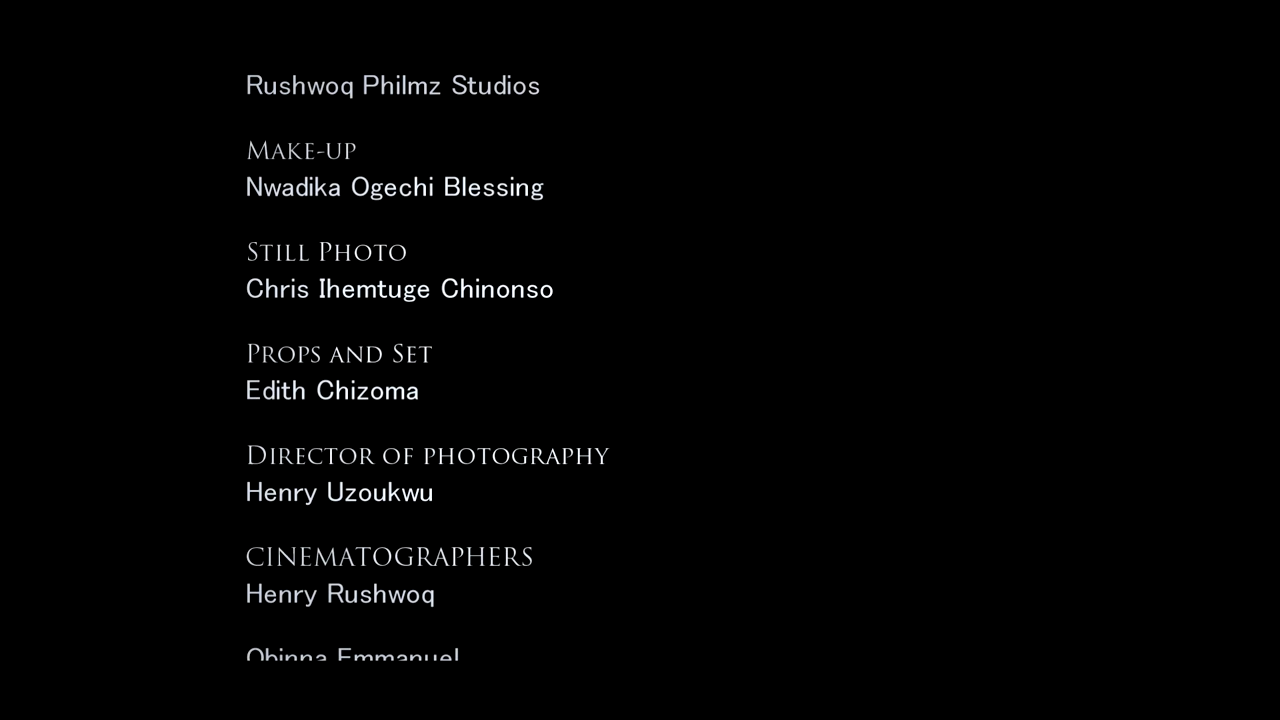 Rushwoq Philmz Studios
Make-up
Nwadika Ogechi Blessing
Still Photo
Chris Ihemtuge Chinonso
Props and Set
Edith Chizoma
Director of photography
Henry Uzoukwu
CINEMATOGRAPHERS
Henry Rushwoq
Obinna Emmanuel